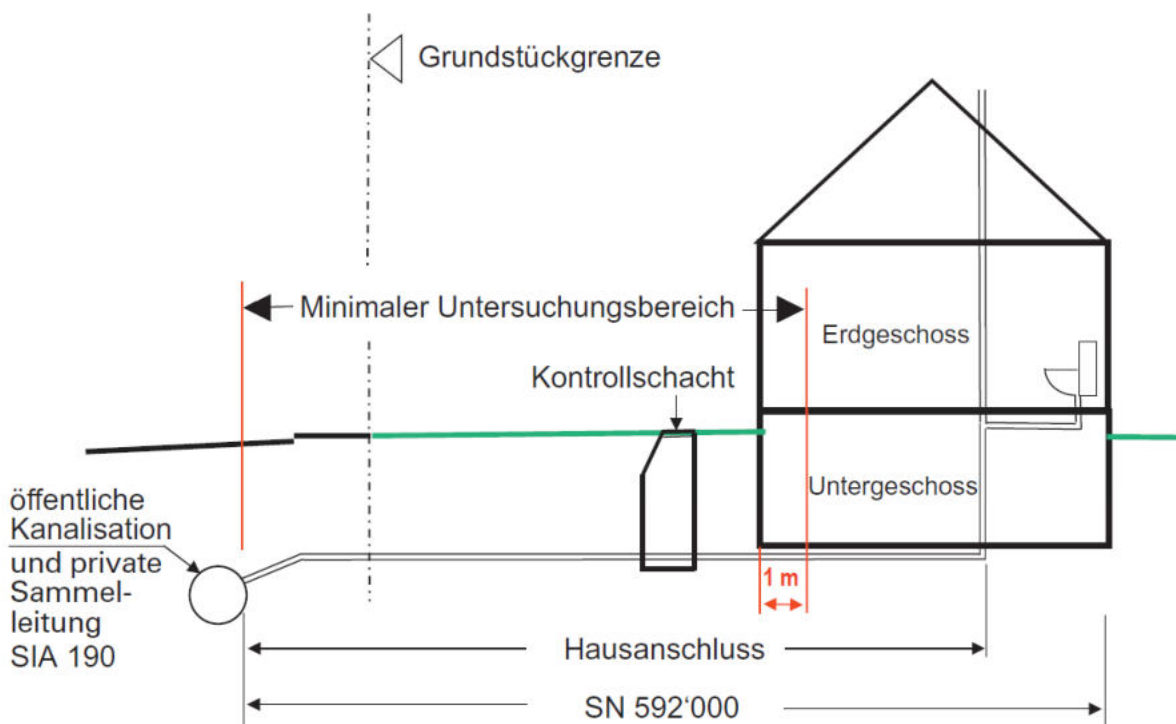 Grundstückgrenze
Minimaler Untersuchungsbereich
Erdgeschoss
Kontrollschacht
Untergeschoss
öffentliche
Kanalisation
und private
Sammel-
leitung
SIA 190
1 m
Hausanschluss
SN 592‘000